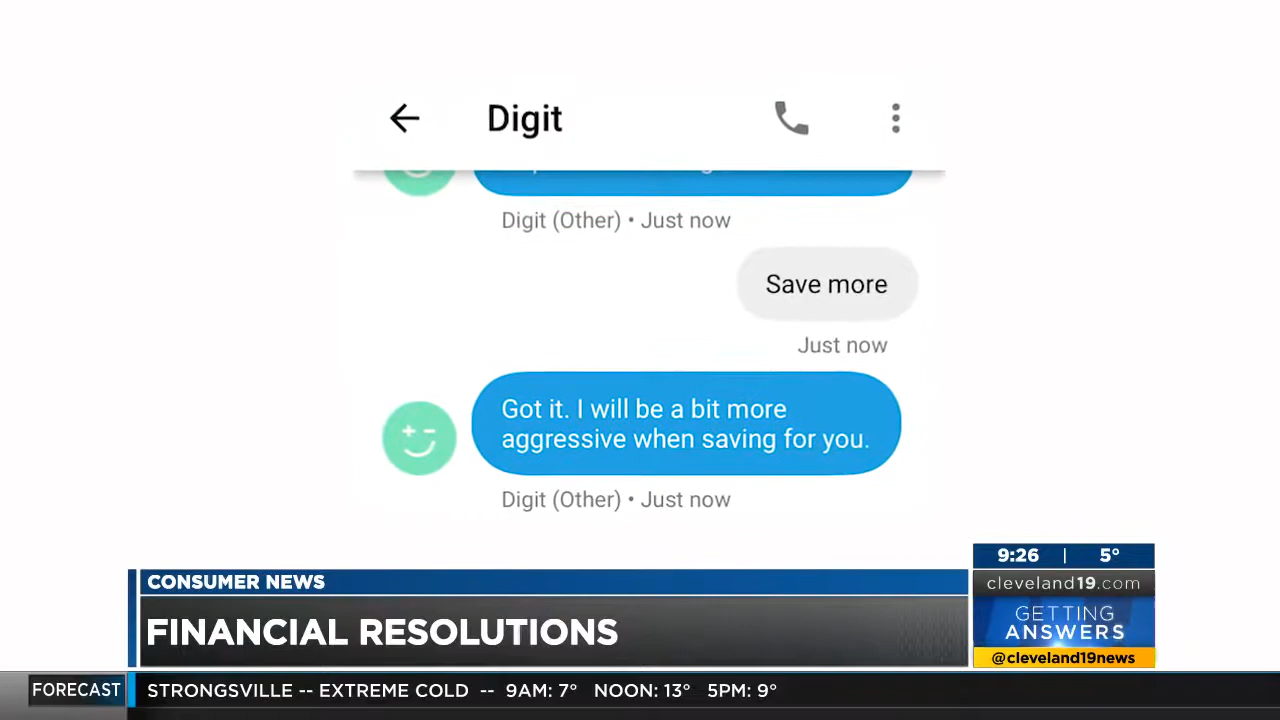 Digit
Digit (Other) • Just now
Save more
Just now
Got it. I will be a bit more
aggressive when saving for you.
Digit (Other) • Just now
CONSUMER NEWS
FINANCIAL RESOLUTIONS
9:26 | 5°
cleveland19.com
GETTING
ANSWERS
@cleveland19news
FORECAST
STRONGSVILLE -- EXTREME COLD -- 9AM: 7° NOON: 13° 5PM: 9°